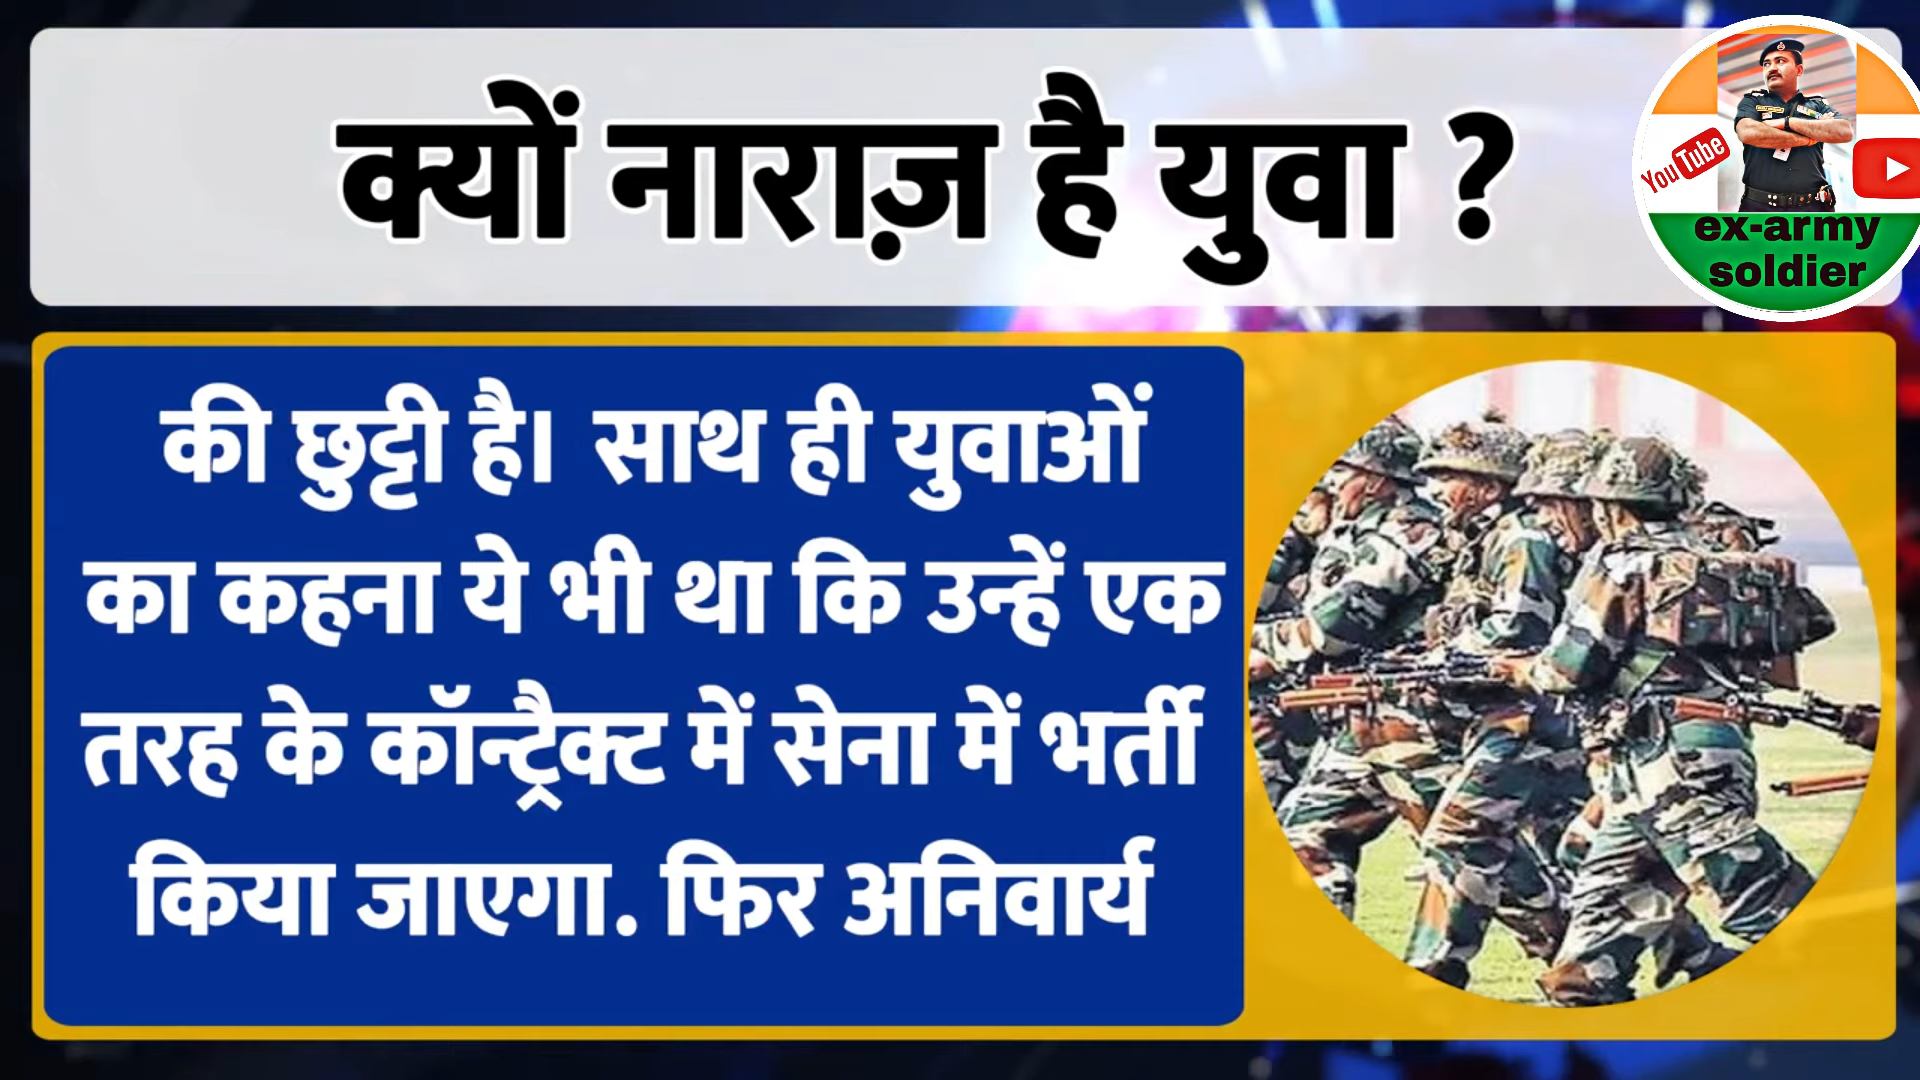 क्यों नाराज़ है युवा ?
YouTube
ex-army
soldier
की छुट्टी है। साथ ही युवाओं
का कहना ये भी था कि उन्हें एक
तरह के कॉन्ट्रैक्ट में सेना में भर्ती
किया जाएगा. फिर अनिवार्य